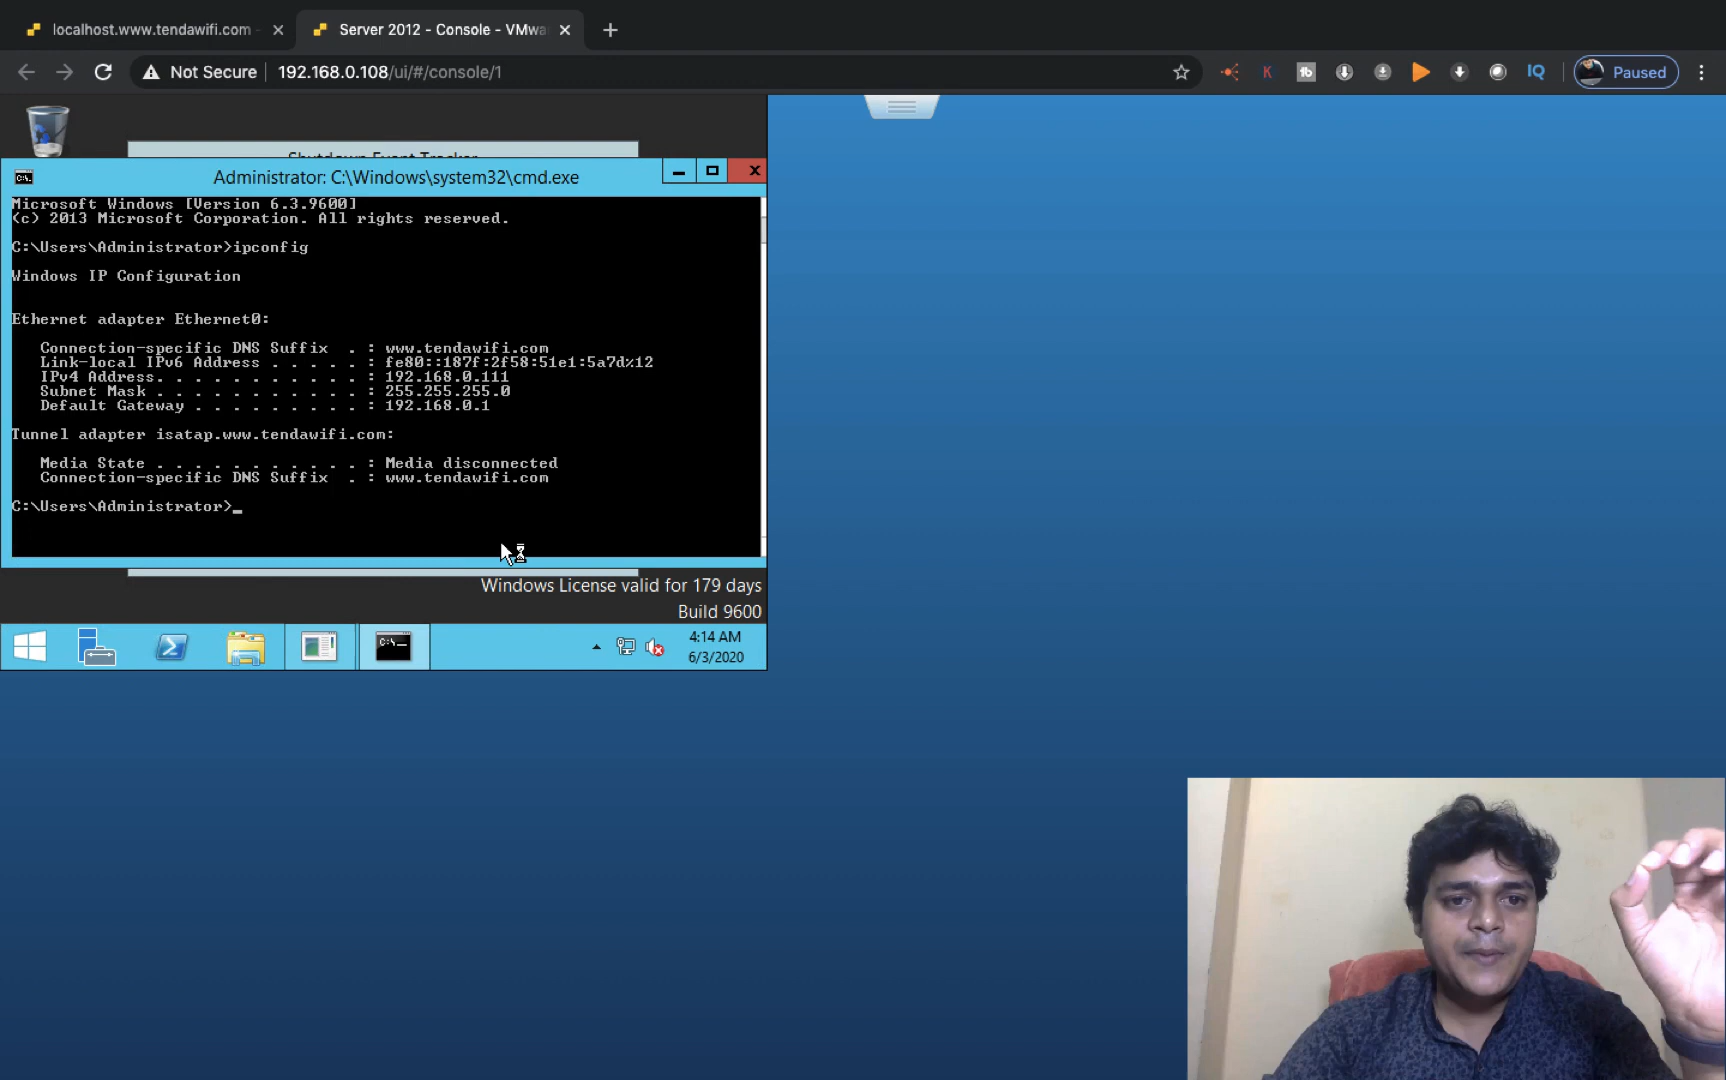 localhost.www.tendawifi.com -
Server 2012 - Console - VMwa
Not Secure
192.168.0.108/ui/#/console/1
K
tb
IQ
Paused
Shutdown Event Tracker
Administrator: C:\Windows\system32\cmd.exe
Microsoft Windows [Version 6.3.9600]
(c) 2013 Microsoft Corporation. All rights reserved.
C:\Users\Administrator>ipconfig
Windows IP Configuration
Ethernet adapter Ethernet0:
Connection-specific DNS Suffix . : www.tendawifi.com
Link-local IPv6 Address . . . . . : fe80::187f:2f58:51e1:5a7d%12
IPv4 Address. . . . . . . . . . . : 192.168.0.111
Subnet Mask . . . . . . . . . . . : 255.255.255.0
Default Gateway . . . . . . . . . : 192.168.0.1
Tunnel adapter isatap.www.tendawifi.com:
Media State . . . . . . . . . . . : Media disconnected
Connection-specific DNS Suffix . : www.tendawifi.com
C:\Users\Administrator>_
Windows License valid for 179 days
Build 9600
4:14 AM
6/3/2020